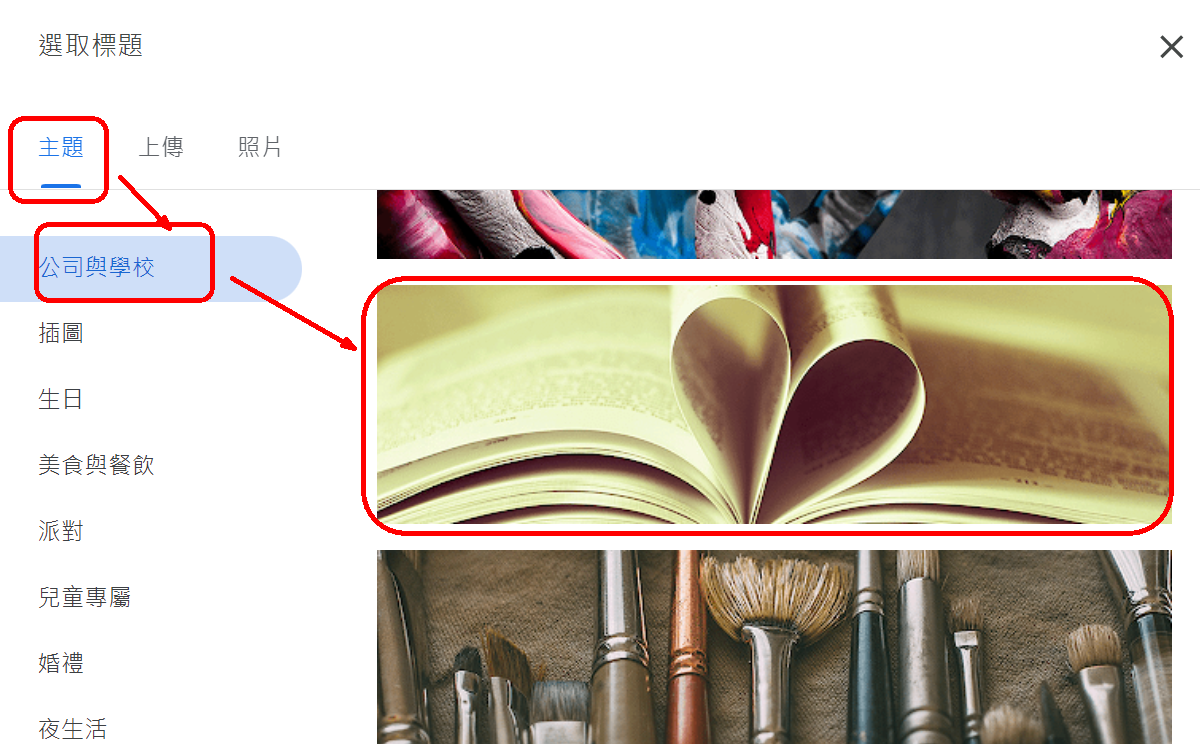 選取標題
主題 上傳 照片
公司與學校
插圖
生日
美食與餐飲
派對
兒童專屬
婚禮
夜生活